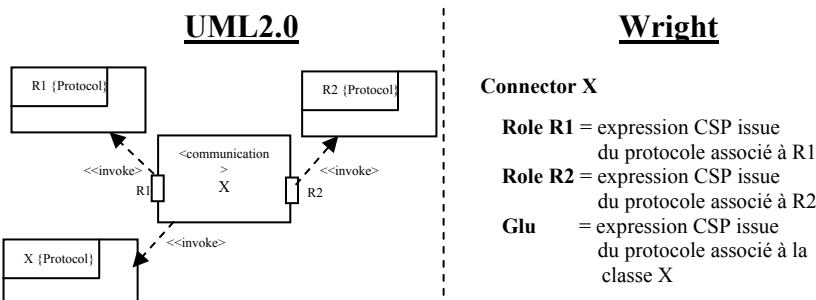 UML2.0
R1 {Protocol}
R2 {Protocol}
<communication
>
X
<<invoke>
R1
R2
<<invoke>
<<invoke>
X {Protocol}
Wright
Connector X
Role R1 = expression CSP issue
du protocole associé à R1
Role R2 = expression CSP issue
du protocole associé à R2
Glu = expression CSP issue
du protocole associé à la
classe X